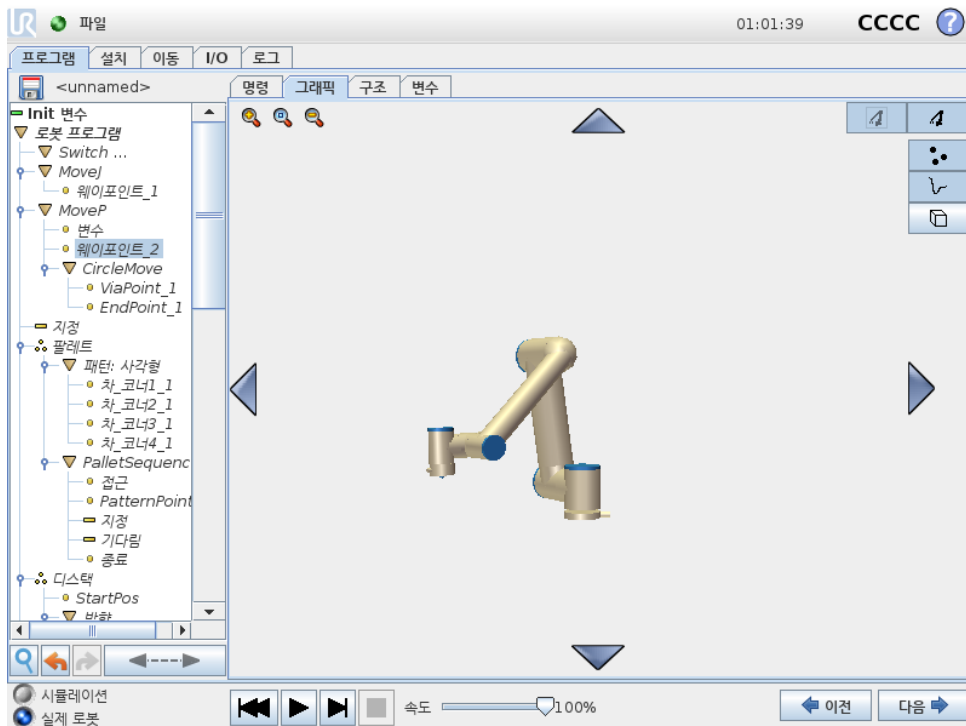 UR 파일 01:01:39 CCCC ?
프로그램 설치 이동 I/O 로그
<unnamed> 명령 그래픽 구조 변수
Init 변수
로봇 프로그램
Switch ...
MoveJ
웨이포인트_1
MoveP
변수
웨이포인트_2
CircleMove
ViaPoint_1
EndPoint_1
지정
팔레트
패턴: 사각형
차_코너1_1
차_코너2_1
차_코너3_1
차_코너4_1
PalletSequenc
접근
PatternPoint
지정
기다림
종료
디스택
StartPos
방향
시뮬레이션
실제 로봇
속도 100% 이전 다음